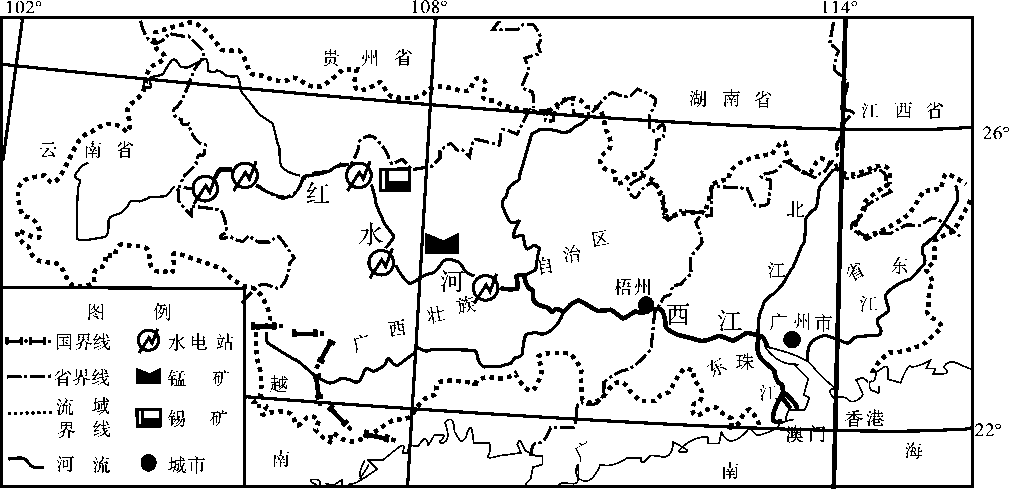 102°
108°
114°
贵州省
湖南省
江西省
26°
云南省
红
水
河
北
江
自治区
省东
江
梧州
西江
广州市
广西壮族
东珠
江
图例
国界线
水电站
省界线
锰矿
流域
界线
锡矿
河流
城市
越
南
香港
澳门
22°
海
南
广